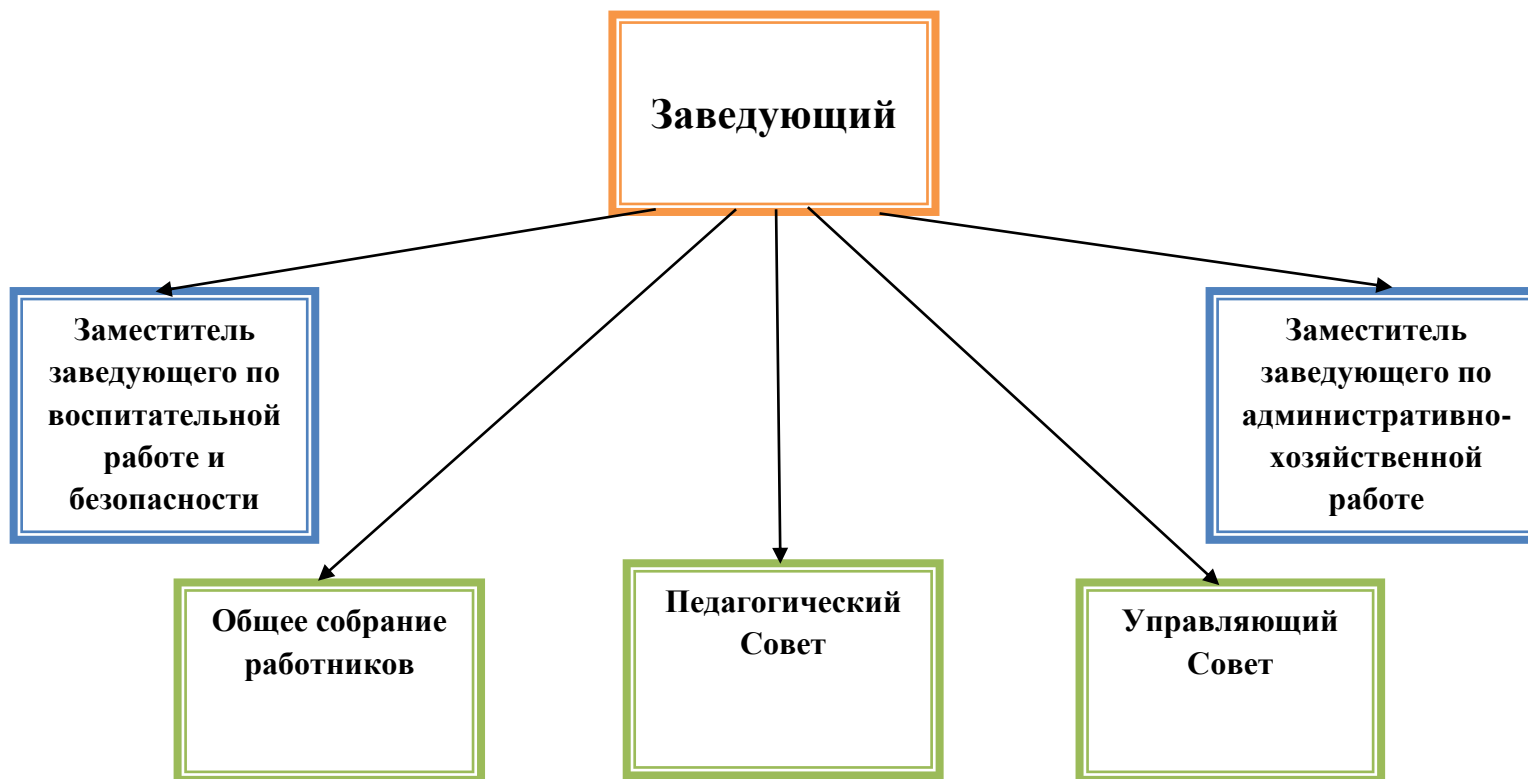 Заведующий
Заместитель
заведующего по
воспитательной
работе и
безопасности
Заместитель
заведующего по
административно-
хозяйственной
работе
Общее собрание
работников
Педагогический
Совет
Управляющий
Совет